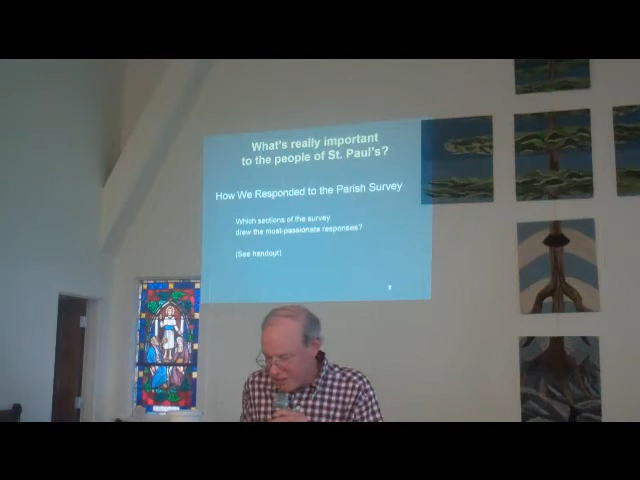 What's really important
to the people of St. Paul's?
How We Responded to the Parish Survey
Which sections of the survey
drew the most-passionate responses?
(See handout)